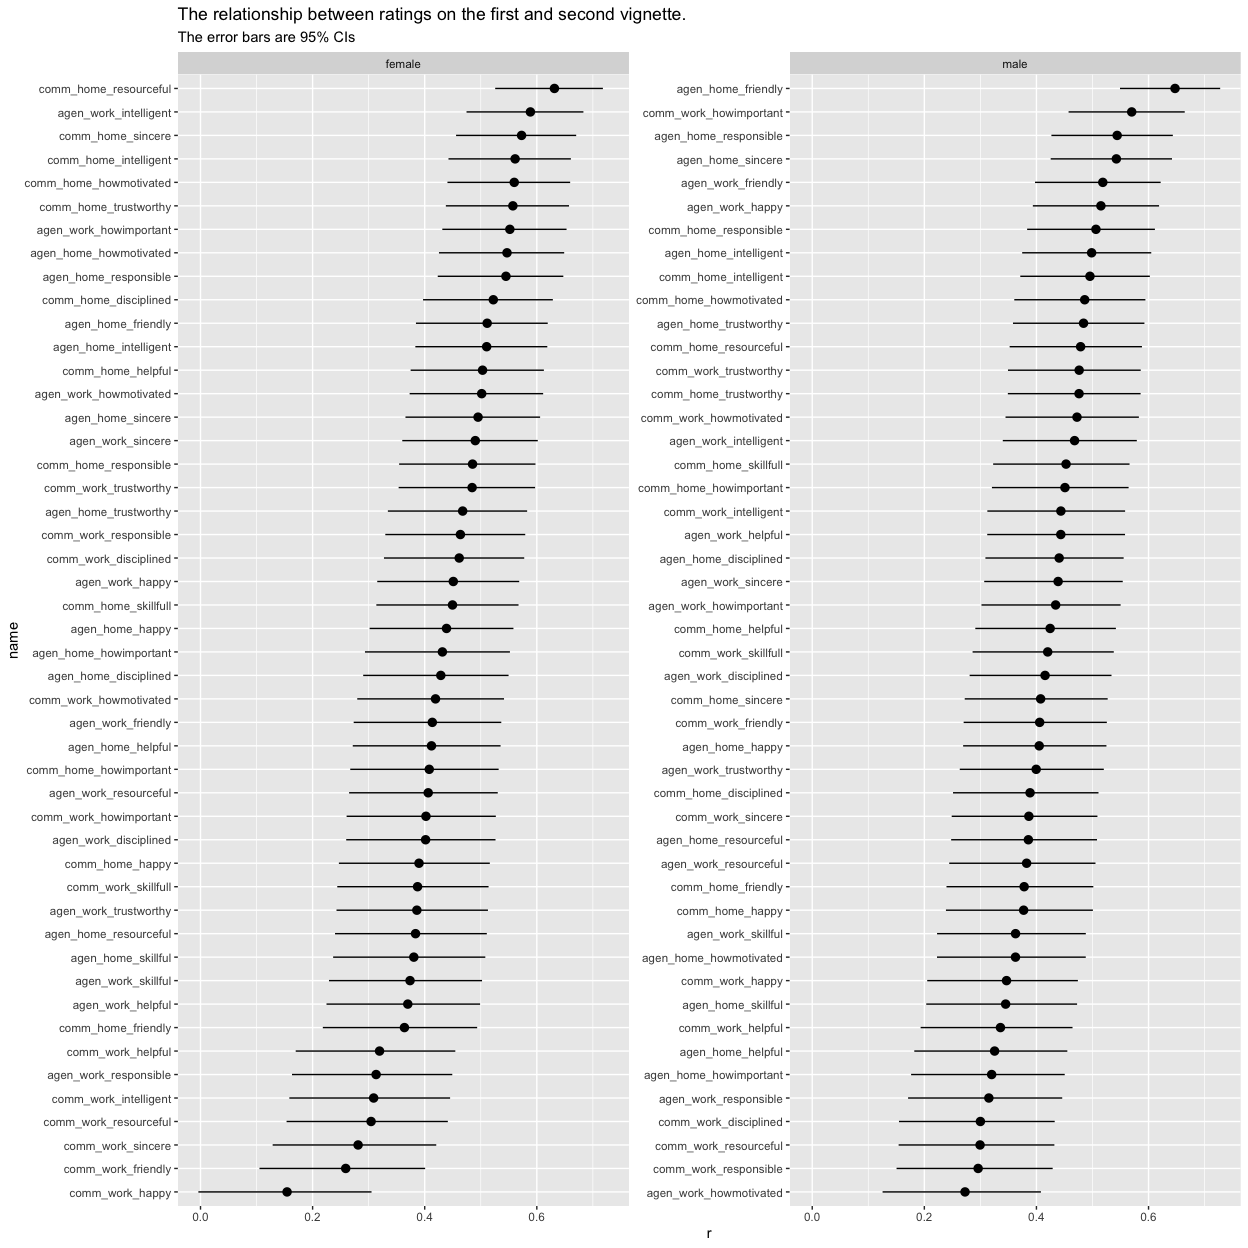 The relationship between ratings on the first and second vignette.
The error bars are 95% CIs
female
male
name
comm_home_resourceful
agen_work_intelligent
comm_home_sincere
comm_home_intelligent
comm_home_howmotivated
comm_home_trustworthy
agen_work_howimportant
agen_home_howmotivated
agen_home_responsible
comm_home_disciplined
agen_home_friendly
agen_home_intelligent
comm_home_helpful
agen_work_howmotivated
agen_home_sincere
agen_work_sincere
comm_home_responsible
comm_work_trustworthy
agen_home_trustworthy
comm_work_responsible
comm_work_disciplined
agen_work_happy
comm_home_skillfull
agen_home_happy
agen_home_howimportant
agen_home_disciplined
comm_work_howmotivated
agen_work_friendly
agen_home_helpful
comm_home_howimportant
agen_work_resourceful
comm_work_howimportant
agen_work_disciplined
comm_home_happy
comm_work_skillfull
agen_work_trustworthy
agen_home_resourceful
agen_home_skillful
agen_work_skillful
agen_work_helpful
comm_home_friendly
comm_work_helpful
agen_work_responsible
comm_work_intelligent
comm_work_resourceful
comm_work_sincere
comm_work_friendly
comm_work_happy
0.0 0.2 0.4 0.6
agen_home_friendly
comm_work_howimportant
agen_home_responsible
agen_home_sincere
agen_work_friendly
agen_work_happy
comm_home_responsible
agen_home_intelligent
comm_home_intelligent
comm_home_howmotivated
agen_home_trustworthy
comm_home_resourceful
comm_work_trustworthy
comm_home_trustworthy
comm_work_howmotivated
agen_work_intelligent
comm_home_skillfull
comm_home_howimportant
comm_work_intelligent
agen_work_helpful
agen_home_disciplined
agen_work_sincere
agen_work_howimportant
comm_home_helpful
comm_work_skillfull
agen_work_disciplined
comm_home_sincere
comm_work_friendly
agen_home_happy
agen_work_trustworthy
comm_home_disciplined
comm_work_sincere
agen_home_resourceful
agen_work_resourceful
comm_home_friendly
comm_home_happy
agen_work_skillful
agen_home_howmotivated
comm_work_happy
agen_home_skillful
comm_work_helpful
agen_home_helpful
agen_home_howimportant
agen_work_responsible
comm_work_disciplined
comm_work_resourceful
comm_work_responsible
agen_work_howmotivated
0.0 0.2 0.4 0.6
r